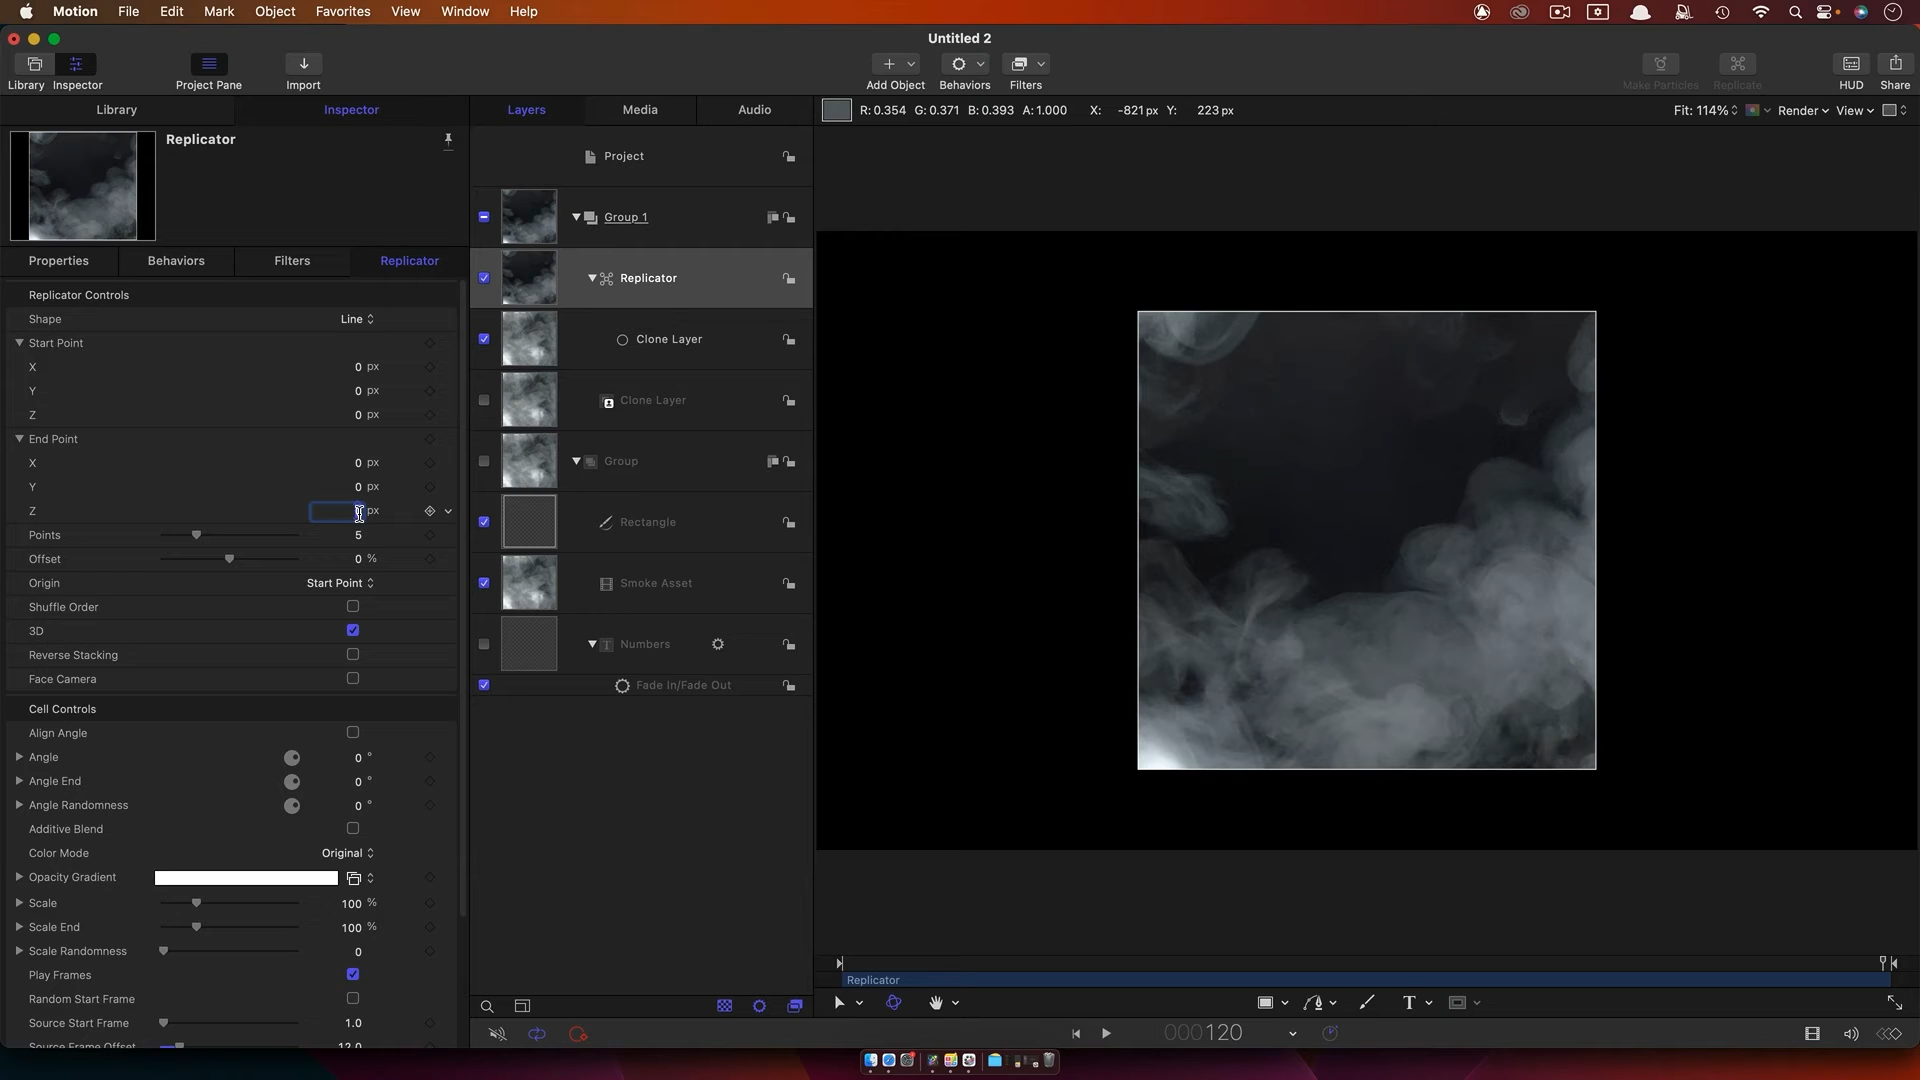 Motion File Edit Mark Object Favorites View Window Help
Untitled 2
Library Inspector Project Pane Import Add Object Behaviors Filters Make Particles Replicate HUD Share
Library Inspector Layers Media Audio R: 0.354 G: 0.371 B: 0.393 A: 1.000 X: -821 px Y: 223 px Fit: 114% Render View
Replicator
Properties Behaviors Filters Replicator
Replicator Controls
Shape Line
Start Point
X 0 px
Y 0 px
Z 0 px
End Point
X 0 px
Y 0 px
Z px
Points 5
Offset 0 %
Origin Start Point
Shuffle Order
3D
Reverse Stacking
Face Camera
Cell Controls
Align Angle
Angle 0 °
Angle End 0 °
Angle Randomness 0 °
Additive Blend
Color Mode Original
Opacity Gradient
Scale 100 %
Scale End 100 %
Scale Randomness 0
Play Frames
Random Start Frame
Source Start Frame 1.0
Source Frame Offset 12.0
Project
Group 1
Replicator
Clone Layer
Clone Layer
Group
Rectangle
Smoke Asset
T Numbers
Fade In/Fade Out
Replicator
T
000120